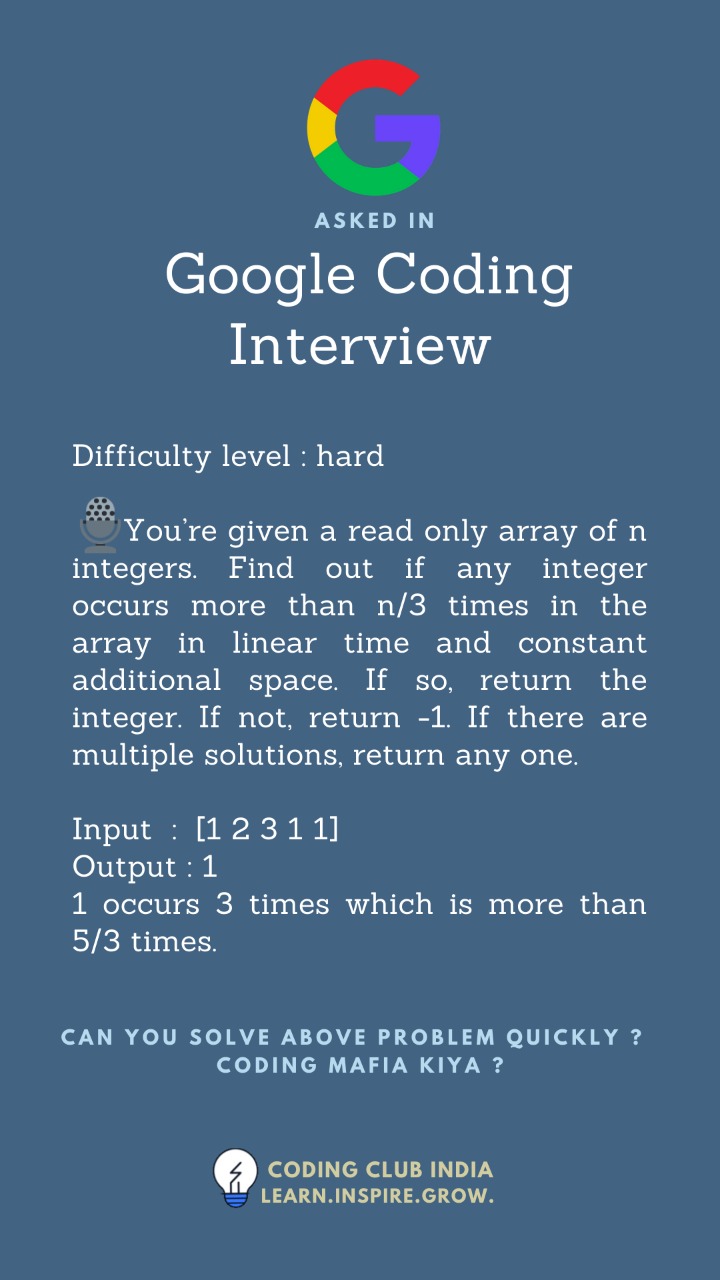 ASKED IN
Google Coding
Interview
Difficulty level : hard
You’re given a read only array of n
integers. Find out if any integer
occurs more than n/3 times in the
array in linear time and constant
additional space. If so, return the
integer. If not, return -1. If there are
multiple solutions, return any one.
Input : [1 2 3 1 1]
Output : 1
1 occurs 3 times which is more than
5/3 times.
CAN YOU SOLVE ABOVE PROBLEM QUICKLY ?
CODING MAFIA KIYA ?
CODING CLUB INDIA
LEARN.INSPIRE.GROW.